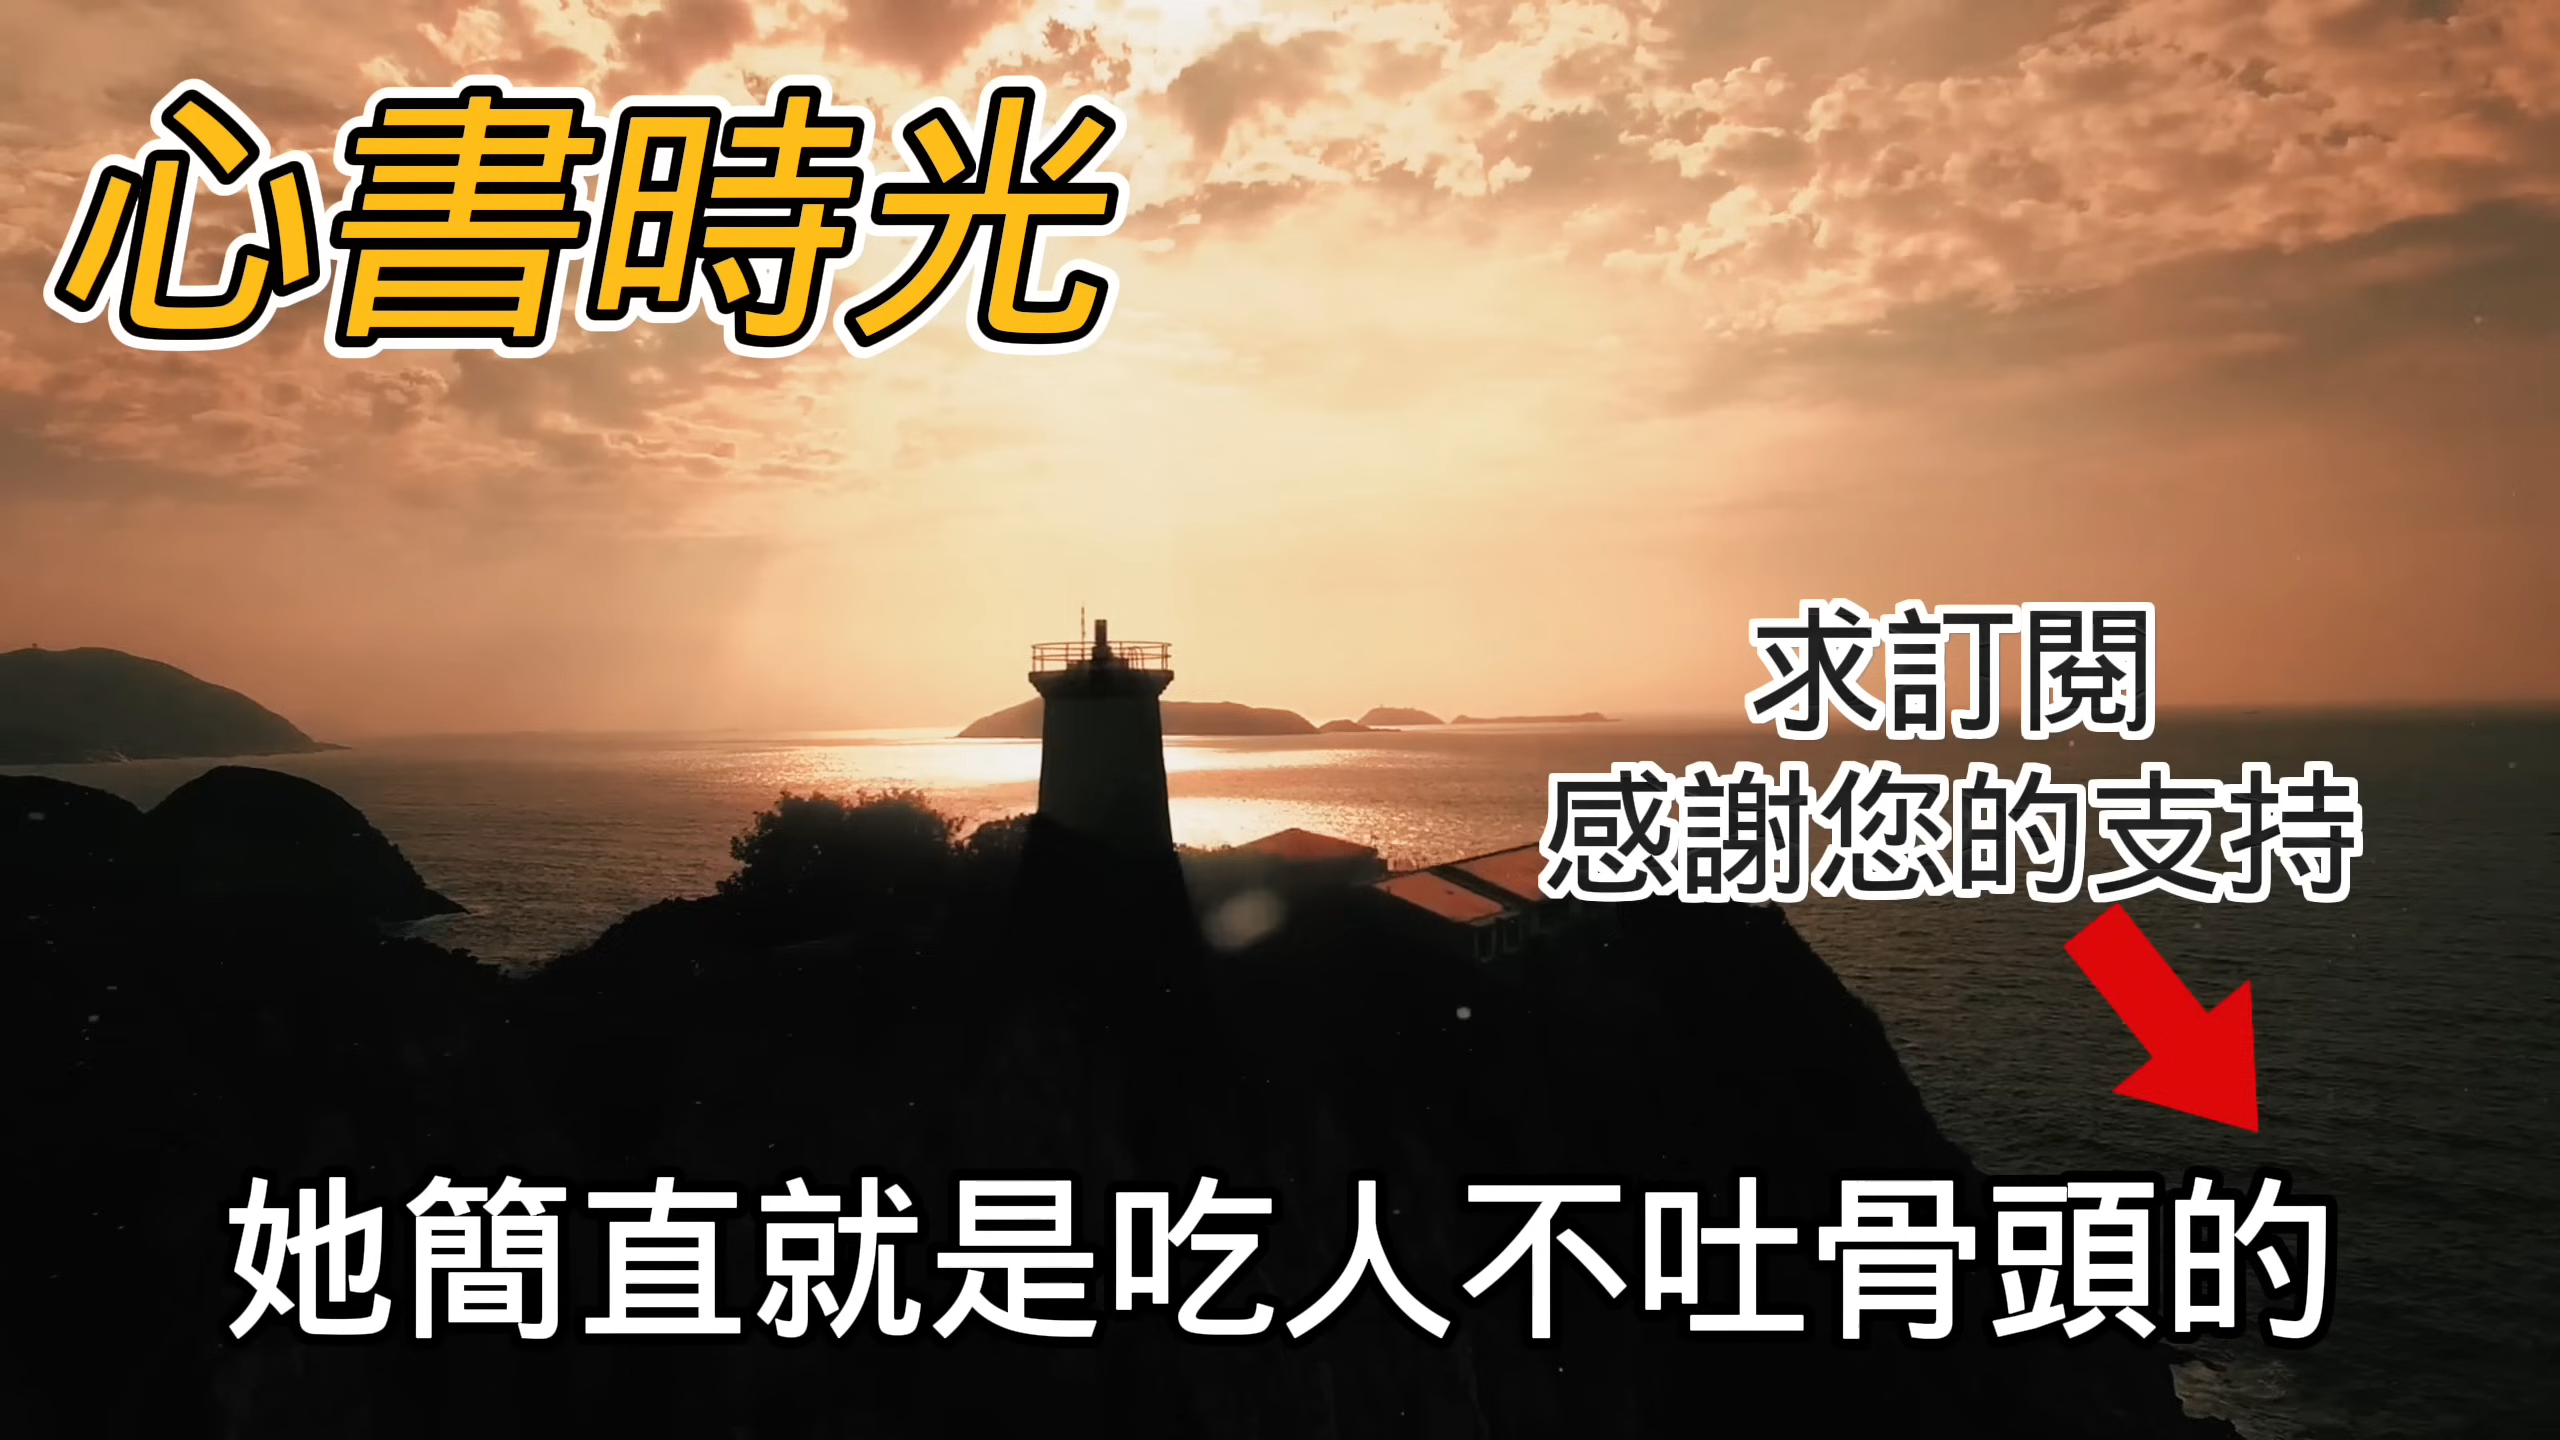 心書時光
求訂閱
感謝您的支持
她簡直就是吃人不吐骨頭的